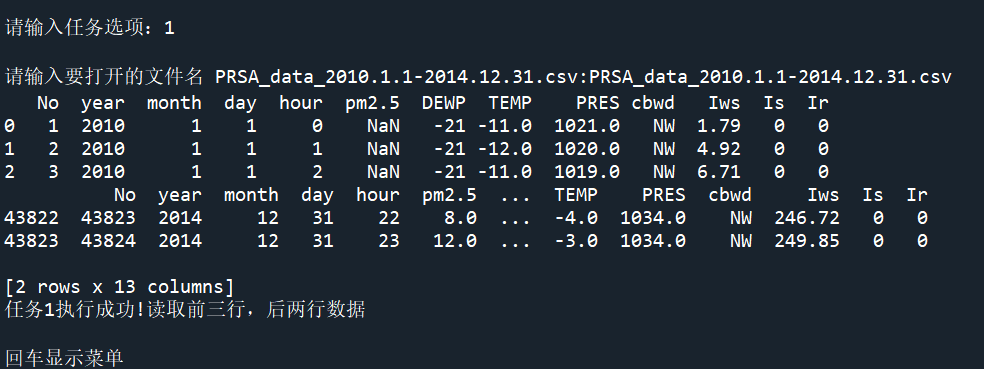 请输入任务选项：1
请输入要打开的文件名 PRSA_data_2010.1.1-2014.12.31.csv:PRSA_data_2010.1.1-2014.12.31.csv
   No  year  month  day  hour  pm2.5  DEWP  TEMP    PRES cbwd   Iws  Is  Ir
0   1  2010      1    1     0    NaN   -21 -11.0  1021.0   NW  1.79   0   0
1   2  2010      1    1     1    NaN   -21 -12.0  1020.0   NW  4.92   0   0
2   3  2010      1    1     2    NaN   -21 -11.0  1019.0   NW  6.71   0   0
          No  year  month  day  hour  pm2.5  ...  TEMP    PRES  cbwd     Iws  Is  Ir
43822  43823  2014     12   31    22    8.0  ...  -4.0  1034.0    NW  246.72   0   0
43823  43824  2014     12   31    23   12.0  ...  -3.0  1034.0    NW  249.85   0   0
[2 rows x 13 columns]
任务1执行成功!读取前三行，后两行数据
回车显示菜单